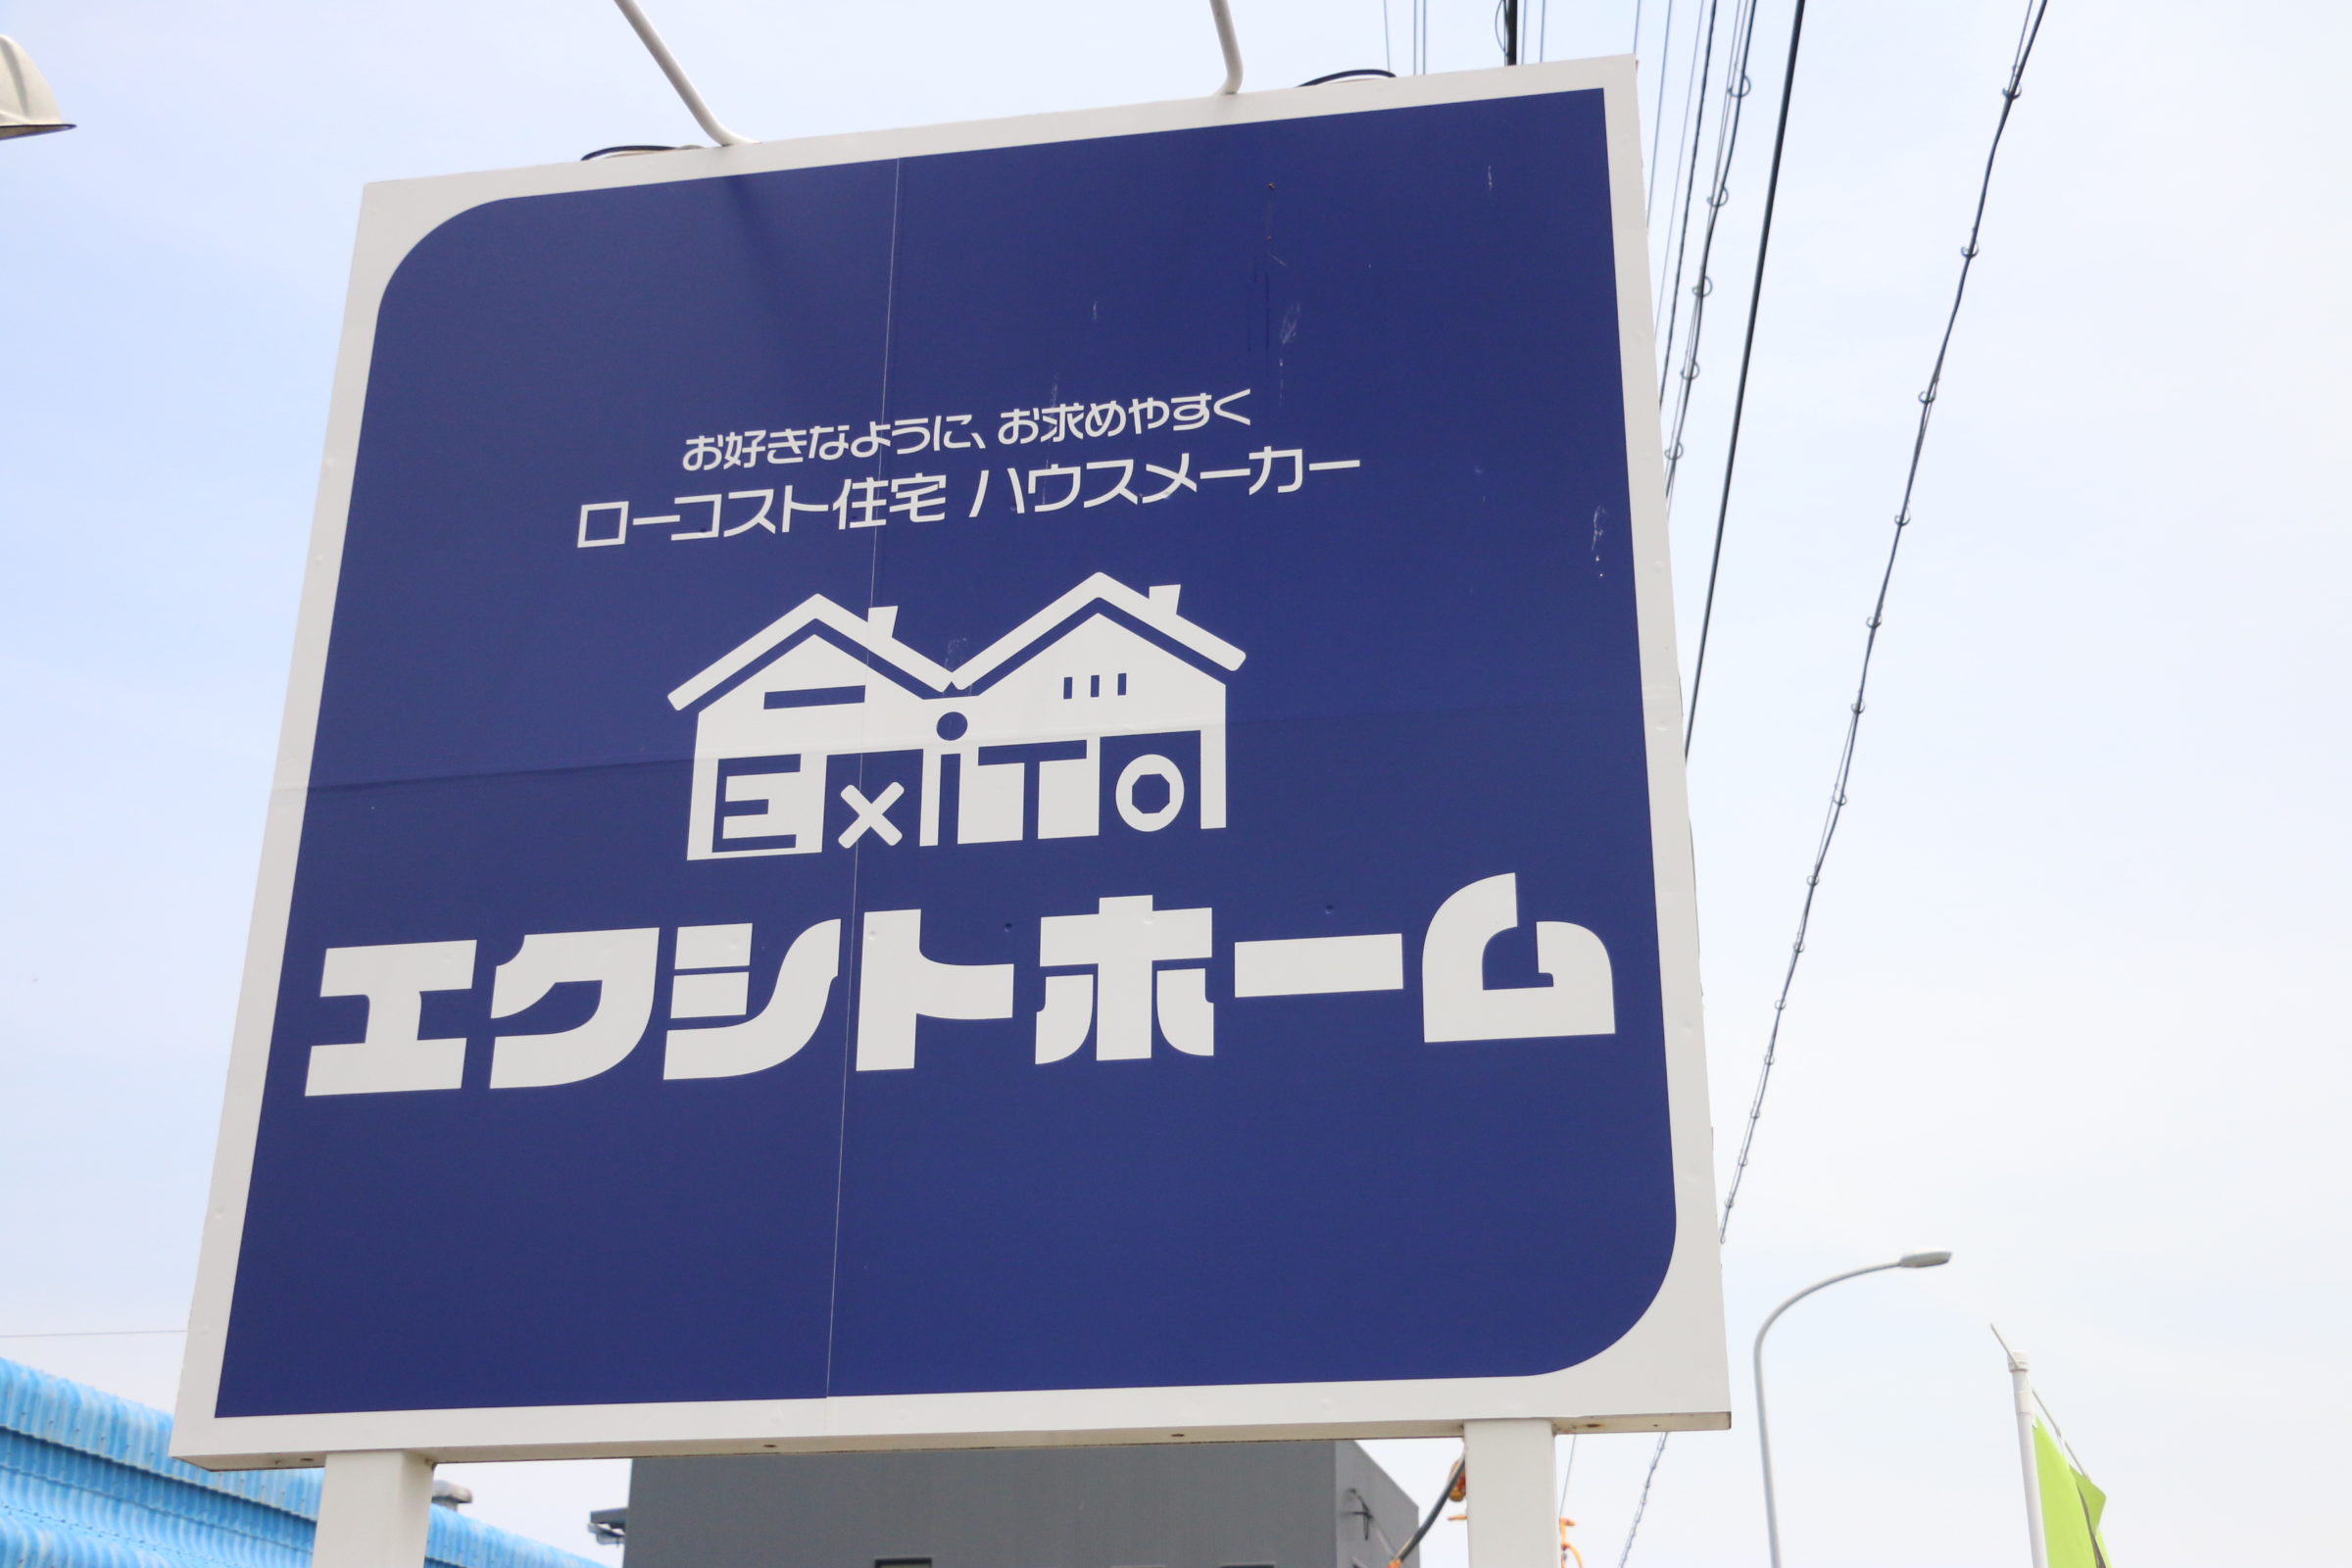 お好きなように、お求めやすく
ローコスト住宅 ハウスメーカー
ExiTO
エクシトホーム